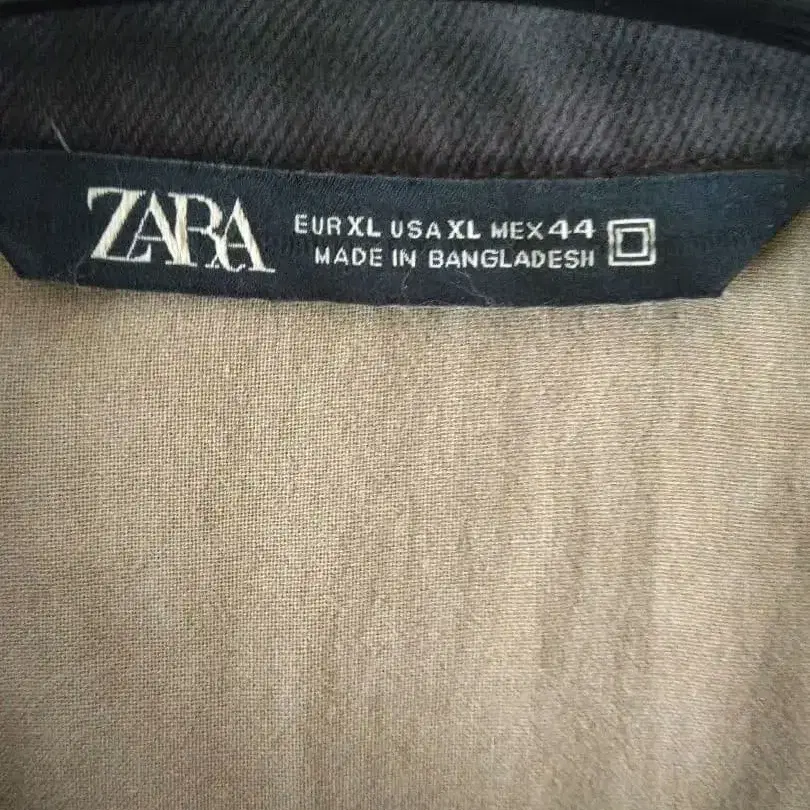 ZARA
EUR XL USA XL MEX 44
MADE IN BANGLADESH